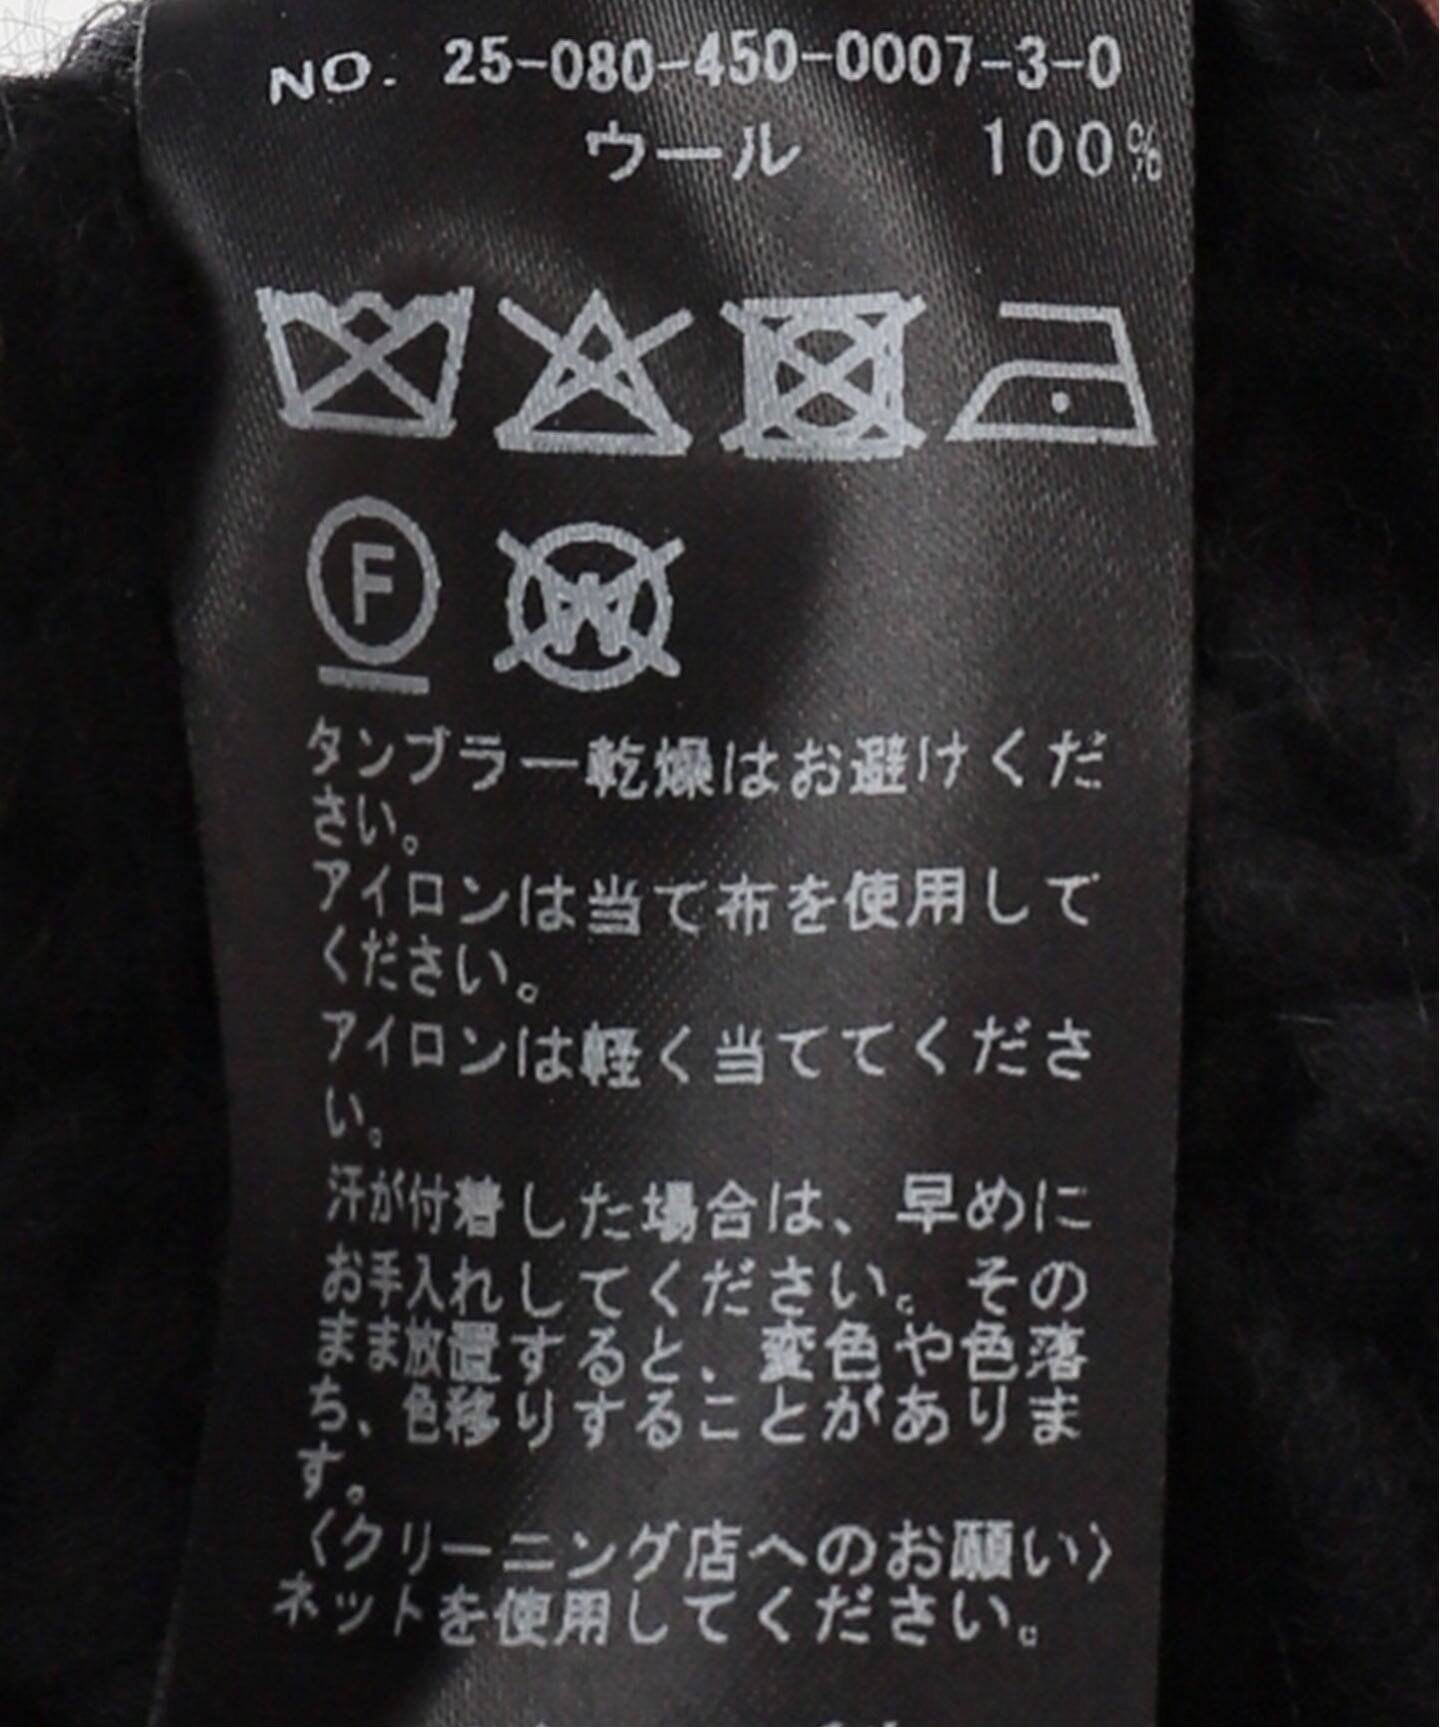 NO. 25-080-450-0007-3-0
ウール 100%
F
W
タンブラー乾燥はお避けくだ
さい。
アイロンは当て布を使用して
ください。
アイロンは軽く当ててくださ
い。
汗が付着した場合は、早めに
お手入れしてください。その
まま放置すると、変色や色落
ち、色移りすることがありま
す。
〈クリーニング店へのお願い〉
ネットを使用してください。